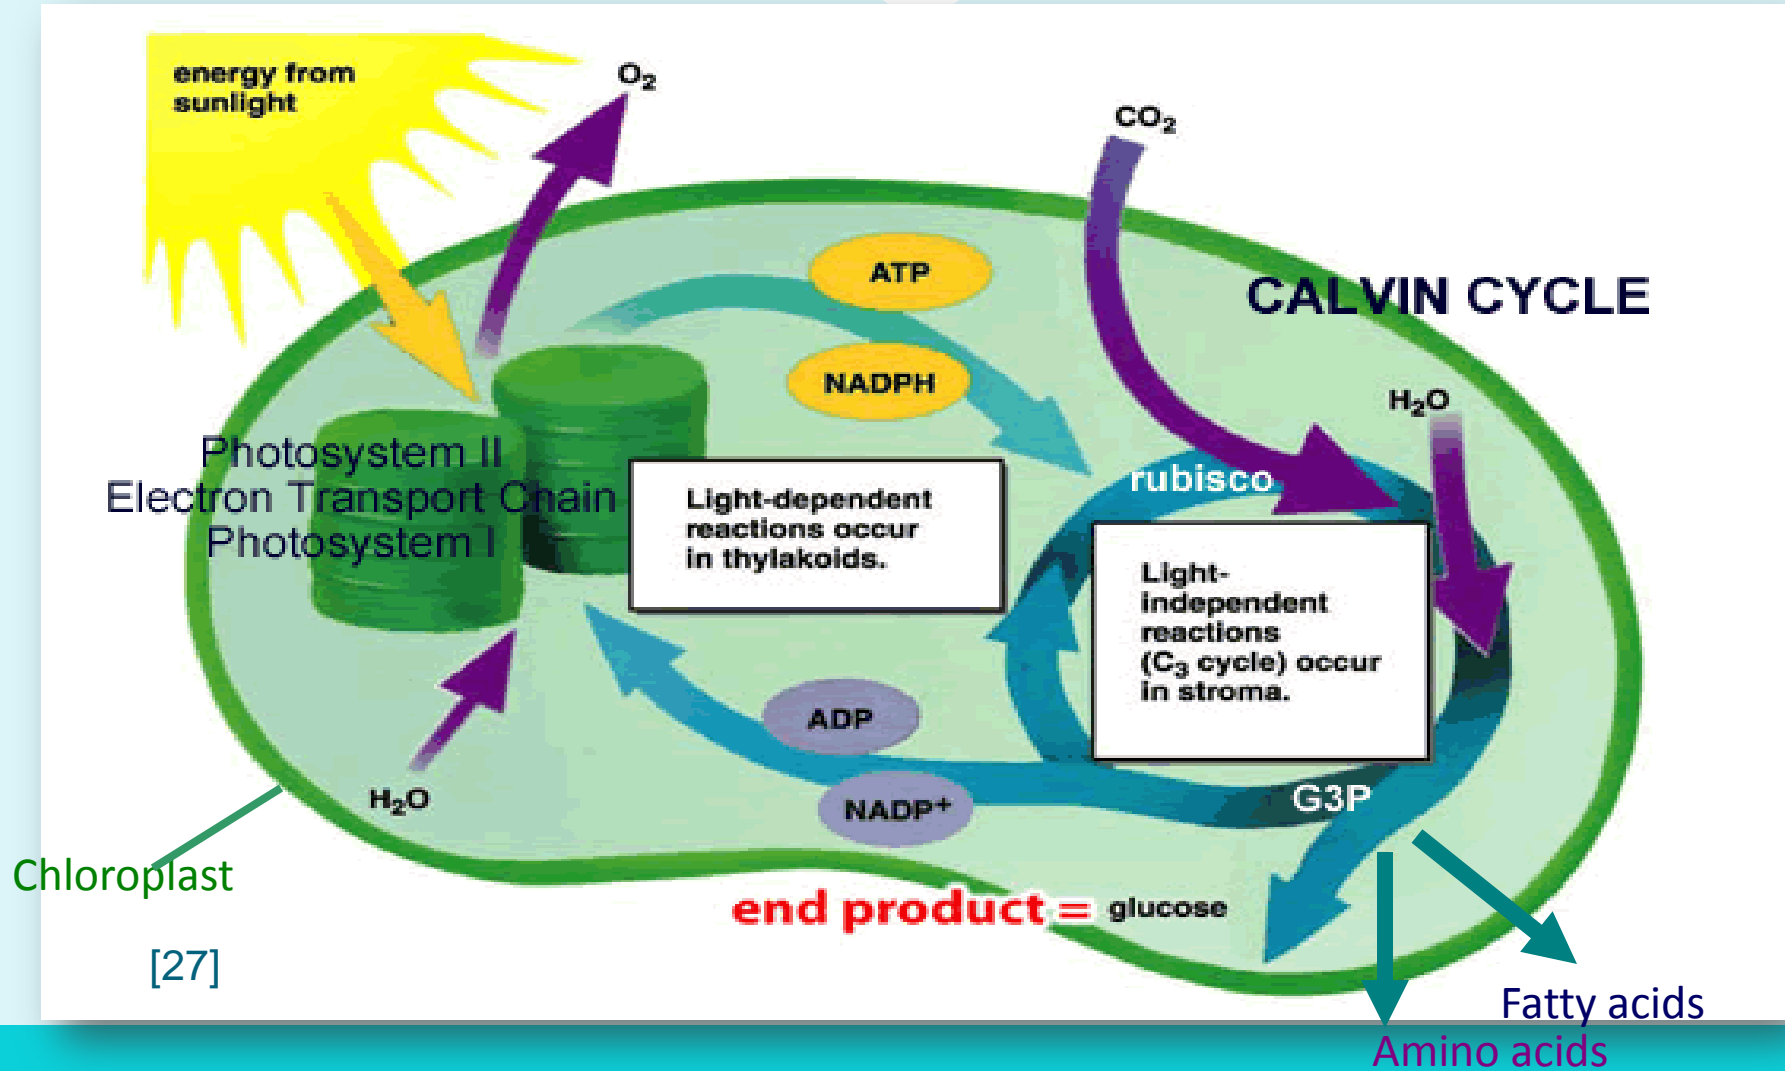 energy from
sunlight
O₂
CO₂
ATP
CALVIN CYCLE
NADPH
H₂O
Photosystem II
Electron Transport Chain
Photosystem I
rubisco
Light-dependent
reactions occur
in thylakoids.
Light-
independent
reactions
(C₃ cycle) occur
in stroma.
ADP
NADP⁺
G3P
H₂O
Chloroplast
end product = glucose
[27]
Fatty acids
Amino acids